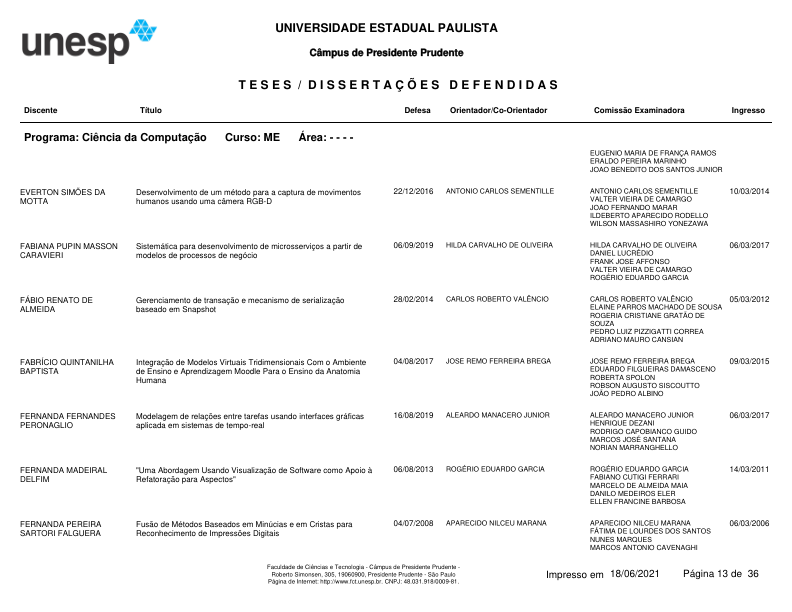 unesp
UNIVERSIDADE ESTADUAL PAULISTA
Câmpus de Presidente Prudente
TESES / DISSERTAÇÕES DEFENDIDAS
Discente Título Defesa Orientador/Co-Orientador Comissão Examinadora Ingresso
Programa: Ciência da Computação Curso: ME Área: - - - -
EUGENIO MARIA DE FRANÇA RAMOS
ERALDO PEREIRA MARINHO
JOAO BENEDITO DOS SANTOS JUNIOR
EVERTON SIMÕES DA
MOTTA
Desenvolvimento de um método para a captura de movimentos
humanos usando uma câmera RGB-D
22/12/2016
ANTONIO CARLOS SEMENTILLE
ANTONIO CARLOS SEMENTILLE
VALTER VIEIRA DE CAMARGO
JOAO FERNANDO MARAR
ILDEBERTO APARECIDO RODELLO
WILSON MASSASHIRO YONEZAWA
10/03/2014
FABIANA PUPIN MASSON
CARAVIERI
Sistemática para desenvolvimento de microsserviços a partir de
modelos de processos de negócio
06/09/2019
HILDA CARVALHO DE OLIVEIRA
HILDA CARVALHO DE OLIVEIRA
DANIEL LUCRÉDIO
FRANK JOSE AFFONSO
VALTER VIEIRA DE CAMARGO
ROGÉRIO EDUARDO GARCIA
06/03/2017
FÁBIO RENATO DE
ALMEIDA
Gerenciamento de transação e mecanismo de serialização
baseado em Snapshot
28/02/2014
CARLOS ROBERTO VALÊNCIO
CARLOS ROBERTO VALÊNCIO
ELAINE PARROS MACHADO DE SOUSA
ROGERIA CRISTIANE GRATÃO DE
SOUZA
PEDRO LUIZ PIZZIGATTI CORREA
ADRIANO MAURO CANSIAN
05/03/2012
FABRÍCIO QUINTANILHA
BAPTISTA
Integração de Modelos Virtuais Tridimensionais Com o Ambiente
de Ensino e Aprendizagem Moodle Para o Ensino da Anatomia
Humana
04/08/2017
JOSE REMO FERREIRA BREGA
JOSE REMO FERREIRA BREGA
EDUARDO FILGUEIRAS DAMASCENO
ROBERTA SPOLON
ROBSON AUGUSTO SISCOUTTO
JOÃO PEDRO ALBINO
09/03/2015
FERNANDA FERNANDES
PERONAGLIO
Modelagem de relações entre tarefas usando interfaces gráficas
aplicada em sistemas de tempo-real
16/08/2019
ALEARDO MANACERO JUNIOR
ALEARDO MANACERO JUNIOR
HENRIQUE DEZANI
RODRIGO CAPOBIANCO GUIDO
MARCOS JOSÉ SANTANA
NORIAN MARRANGHELLO
06/03/2017
FERNANDA MADEIRAL
DELFIM
"Uma Abordagem Usando Visualização de Software como Apoio à
Refatoração para Aspectos"
06/08/2013
ROGÉRIO EDUARDO GARCIA
ROGÉRIO EDUARDO GARCIA
FABIANO CUTIGI FERRARI
MARCELO DE ALMEIDA MAIA
DANILO MEDEIROS ELER
ELLEN FRANCINE BARBOSA
14/03/2011
FERNANDA PEREIRA
SARTORI FALGUERA
Fusão de Métodos Baseados em Minúcias e em Cristas para
Reconhecimento de Impressões Digitais
04/07/2008
APARECIDO NILCEU MARANA
APARECIDO NILCEU MARANA
FÁTIMA DE LOURDES DOS SANTOS
NUNES MARQUES
MARCOS ANTONIO CAVENAGHI
06/03/2006
Faculdade de Ciências e Tecnologia - Câmpus de Presidente Prudente -
Roberto Simonsen, 305, 19060900, Presidente Prudente - São Paulo
Página de Internet: http://www.fct.unesp.br. CNPJ: 48.031.918/0009-81.
Impresso em 18/06/2021 Página 13 de 36